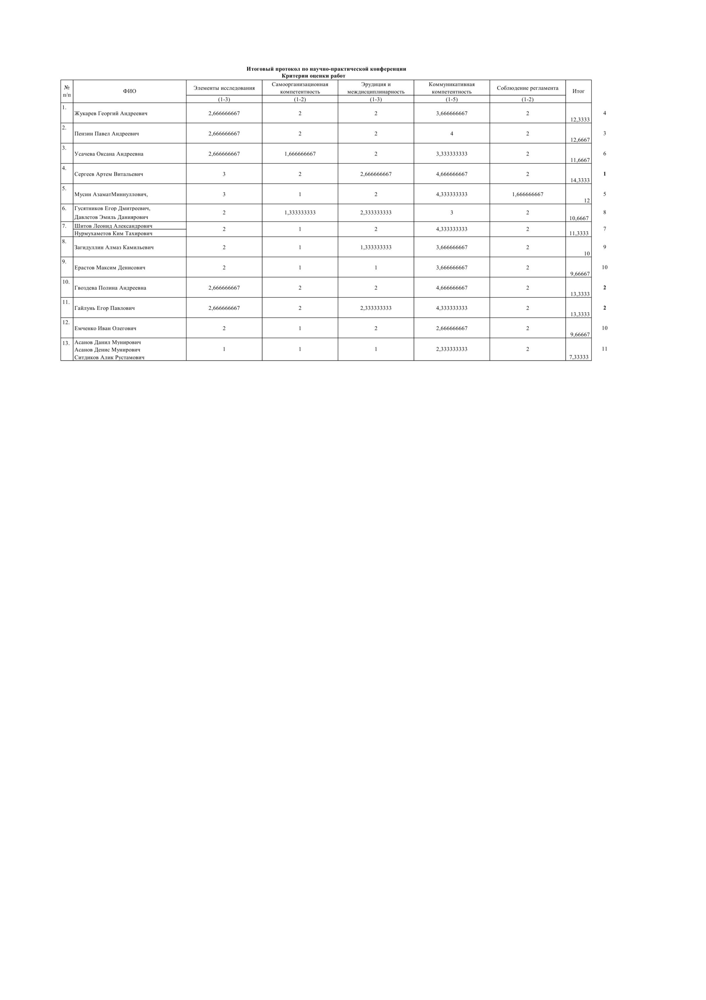 Итоговый протокол по научно-практической конференции
Критерии оценки работ
№ п/п ФИО Элементы исследования Самоорганизационная компетентность Эрудиция и междисциплинарность Коммуникативная компетентность Соблюдение регламента Итог
(1-3) (1-2) (1-3) (1-5) (1-2)
1. Жукарев Георгий Андреевич 2,666666667 2 2 3,666666667 2 12,3333 4
2. Пензин Павел Андреевич 2,666666667 2 2 4 2 12,6667 3
3. Усачева Оксана Андреевна 2,666666667 1,666666667 2 3,333333333 2 11,6667 6
4. Сергеев Артем Витальевич 3 2 2,666666667 4,666666667 2 14,3333 1
5. Мусин АзаматМиннуллович, 3 1 2 4,333333333 1,666666667 12 5
6. Гусятников Егор Дмитреевич,
Давлетов Эмиль Даниярович 2 1,333333333 2,333333333 3 2 10,6667 8
7. Шитов Леонид Александрович
Нурмухаметов Ким Тахирович 2 1 2 4,333333333 2 11,3333 7
8. Загидуллин Алмаз Камильевич 2 1 1,333333333 3,666666667 2 10 9
9. Ерастов Максим Денисович 2 1 1 3,666666667 2 9,66667 10
10. Гвоздева Полина Андреевна 2,666666667 2 2 4,666666667 2 13,3333 2
11. Гайлунь Егор Павлович 2,666666667 2 2,333333333 4,333333333 2 13,3333 2
12. Емченко Иван Олегович 2 1 2 2,666666667 2 9,66667 10
13. Асанов Данил Мунирович
Асанов Денис Мунирович 1 1 1 2,333333333 2 7,33333 11
Ситдиков Алик Рустамович